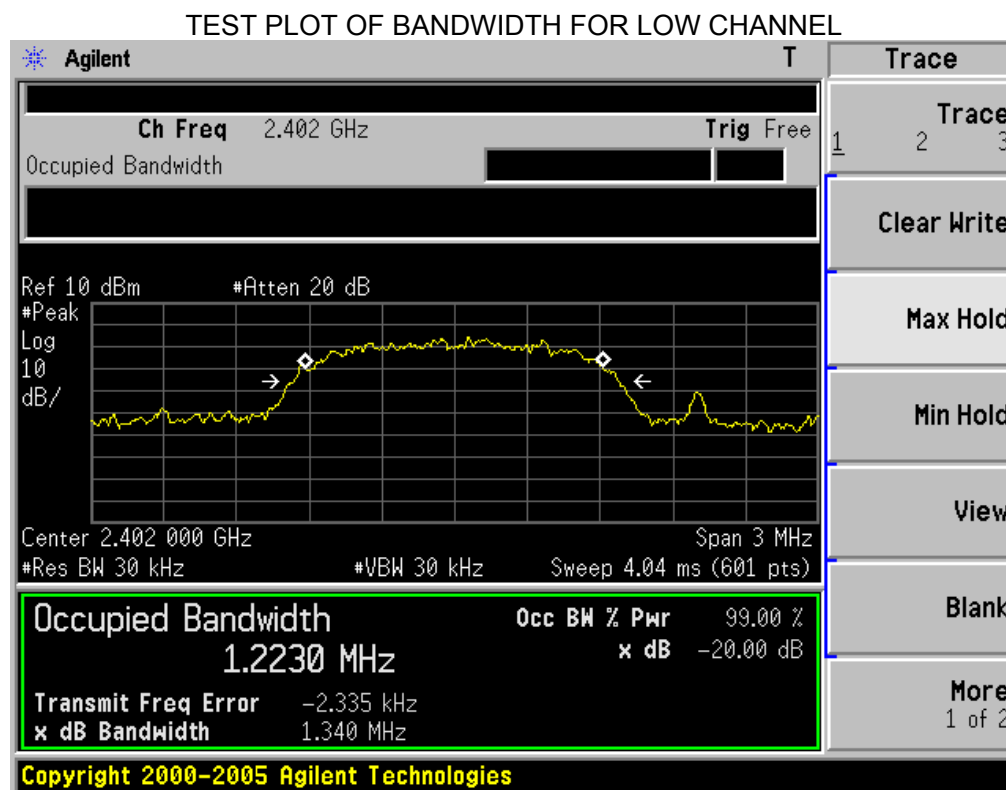 TEST PLOT OF BANDWIDTH FOR LOW CHANNEL
Agilent T Trace
Ch Freq 2.402 GHz Trig Free
Occupied Bandwidth
Trace
1 2 3
Clear Write
Max Hold
Min Hold
View
Blank
More
1 of 2
Ref 10 dBm #Atten 20 dB
#Peak
Log
10
dB/
Center 2.402 000 GHz Span 3 MHz
#Res BW 30 kHz #VBW 30 kHz Sweep 4.04 ms (601 pts)
Occupied Bandwidth Occ BW % Pwr 99.00 %
1.2230 MHz x dB -20.00 dB
Transmit Freq Error -2.335 kHz
x dB Bandwidth 1.340 MHz
Copyright 2000-2005 Agilent Technologies